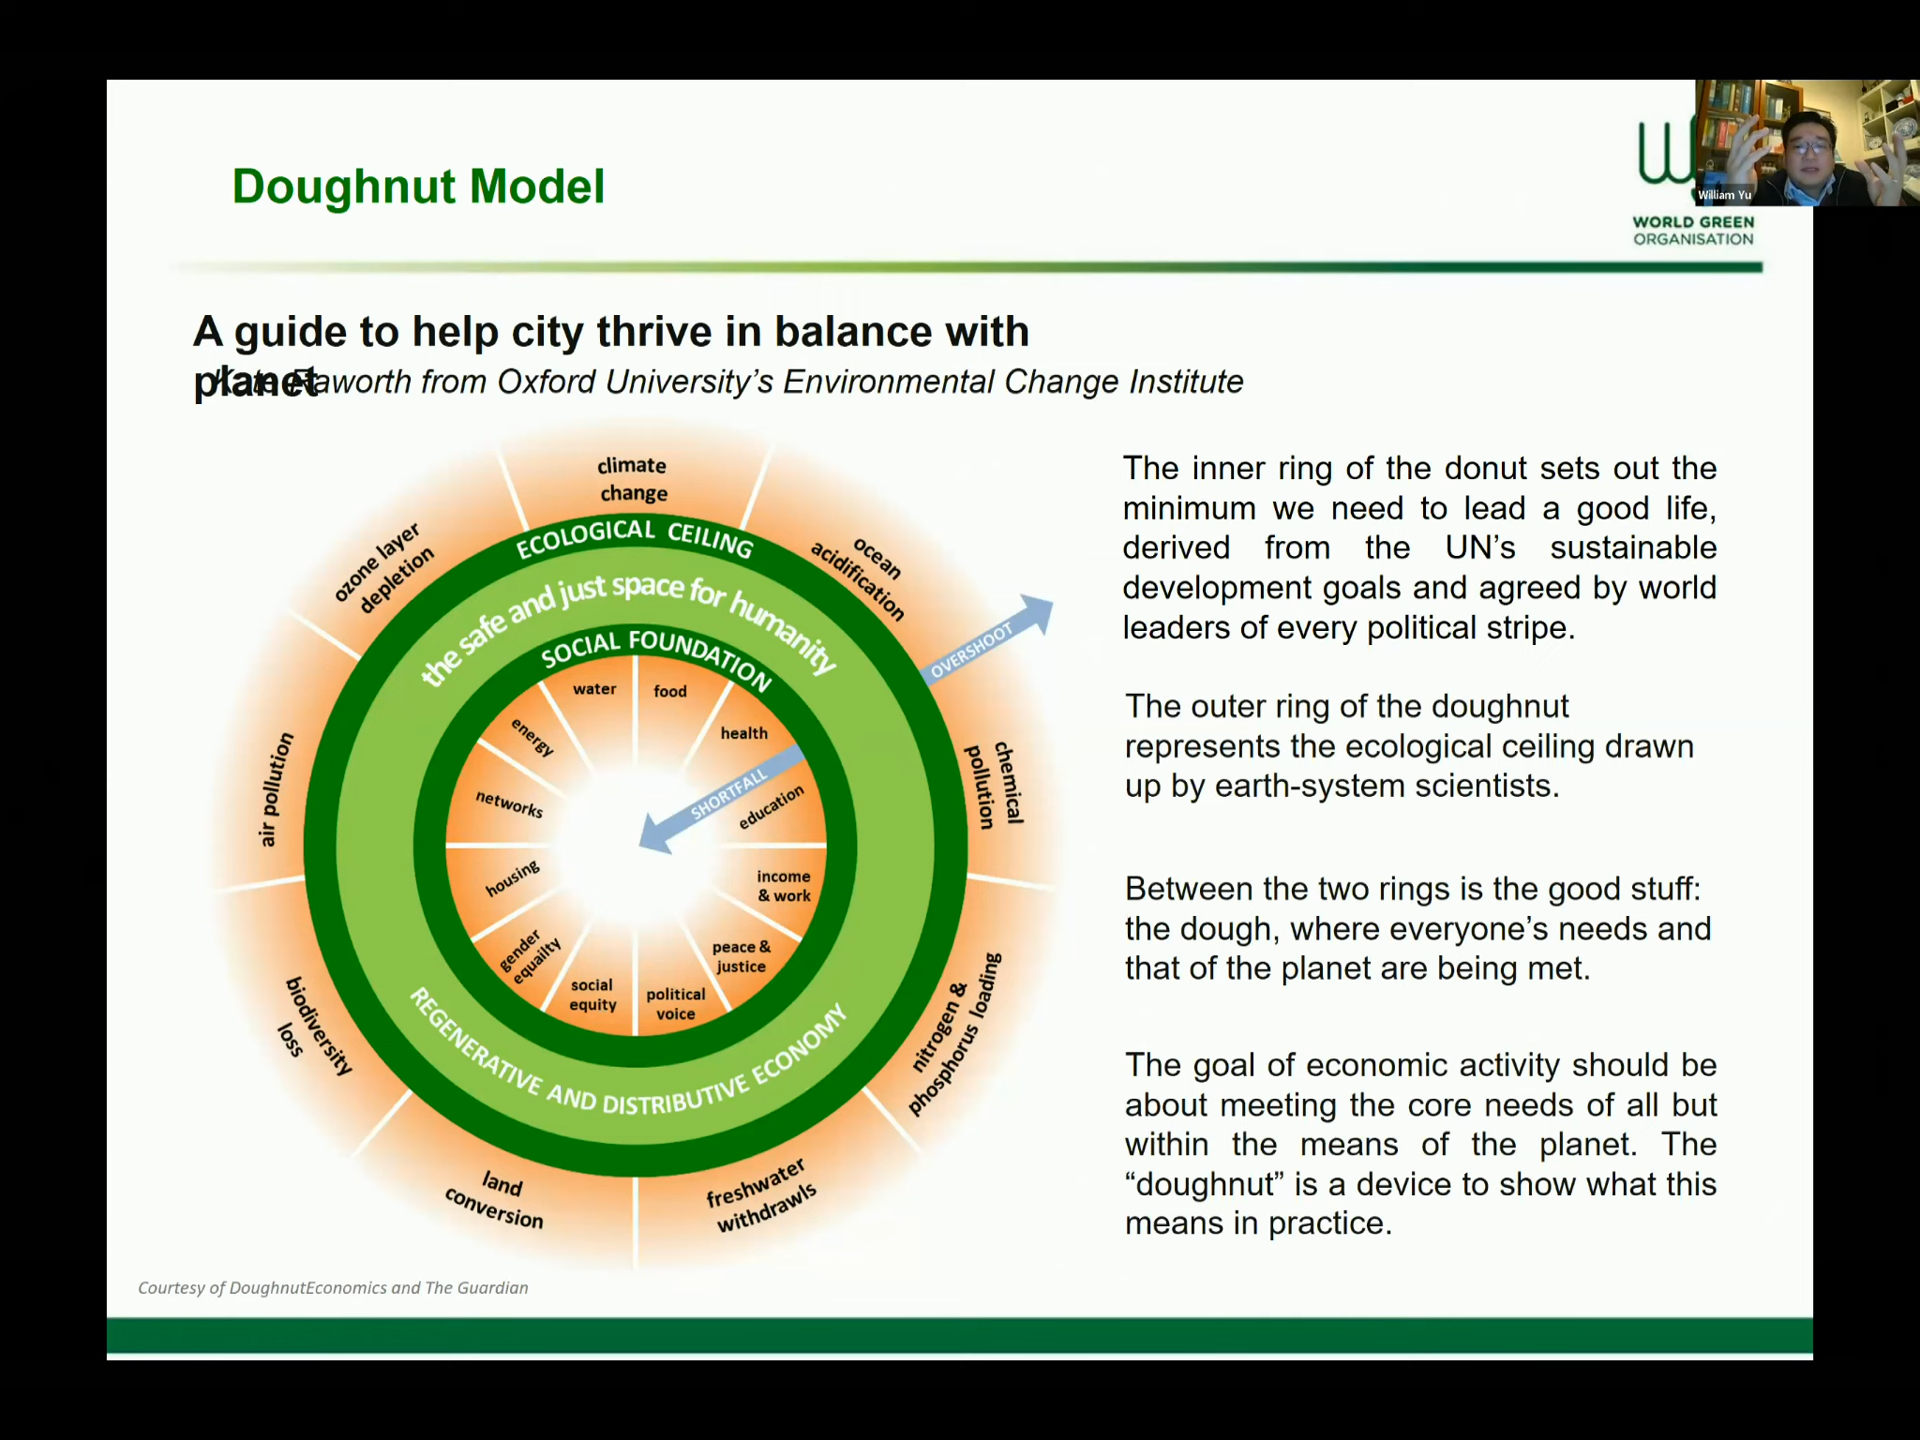 William Yu
WORLD GREEN
ORGANISATION
Doughnut Model
A guide to help city thrive in balance with
planet
Kate Raworth from Oxford University’s Environmental Change Institute
climate
change
ozone layer
depletion
ocean
acidification
air pollution
chemical
pollution
biodiversity
loss
nitrogen &
phosphorus loading
land
conversion
freshwater
withdrawls
ECOLOGICAL CEILING
the safe and just space for humanity
SOCIAL FOUNDATION
OVERSHOOT
SHORTFALL
water
food
energy
health
networks
education
housing
income
& work
gender
equailty
peace &
justice
social
equity
political
voice
REGENERATIVE AND DISTRIBUTIVE ECONOMY
The inner ring of the donut sets out the
minimum we need to lead a good life,
derived from the UN’s sustainable
development goals and agreed by world
leaders of every political stripe.
The outer ring of the doughnut
represents the ecological ceiling drawn
up by earth-system scientists.
Between the two rings is the good stuff:
the dough, where everyone’s needs and
that of the planet are being met.
The goal of economic activity should be
about meeting the core needs of all but
within the means of the planet. The
“doughnut” is a device to show what this
means in practice.
Courtesy of DoughnutEconomics and The Guardian